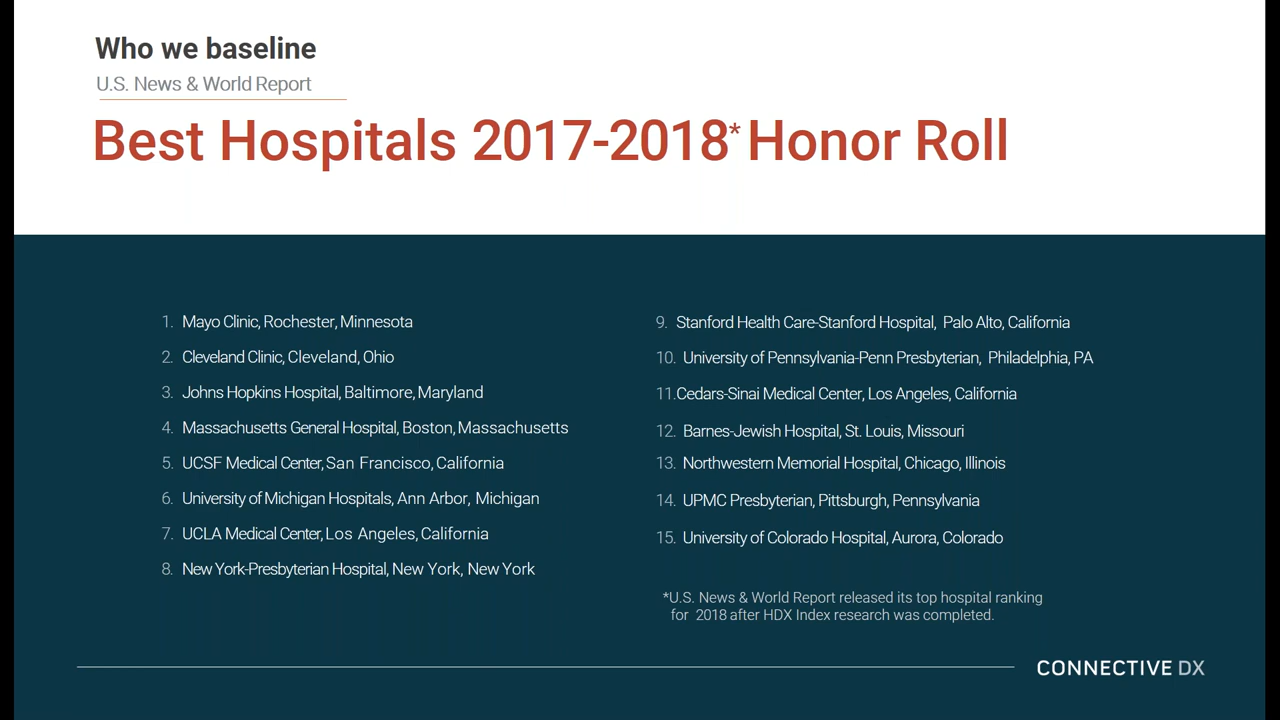 Who we baseline
U.S. News & World Report
Best Hospitals 2017-2018* Honor Roll
1. Mayo Clinic, Rochester, Minnesota
2. Cleveland Clinic, Cleveland, Ohio
3. Johns Hopkins Hospital, Baltimore, Maryland
4. Massachusetts General Hospital, Boston, Massachusetts
5. UCSF Medical Center, San Francisco, California
6. University of Michigan Hospitals, Ann Arbor, Michigan
7. UCLA Medical Center, Los Angeles, California
8. New York-Presbyterian Hospital, New York, New York
9. Stanford Health Care-Stanford Hospital, Palo Alto, California
10. University of Pennsylvania-Penn Presbyterian, Philadelphia, PA
11.Cedars-Sinai Medical Center, Los Angeles, California
12. Barnes-Jewish Hospital, St. Louis, Missouri
13. Northwestern Memorial Hospital, Chicago, Illinois
14. UPMC Presbyterian, Pittsburgh, Pennsylvania
15. University of Colorado Hospital, Aurora, Colorado
*U.S. News & World Report released its top hospital ranking
for 2018 after HDX Index research was completed.
CONNECTIVE DX